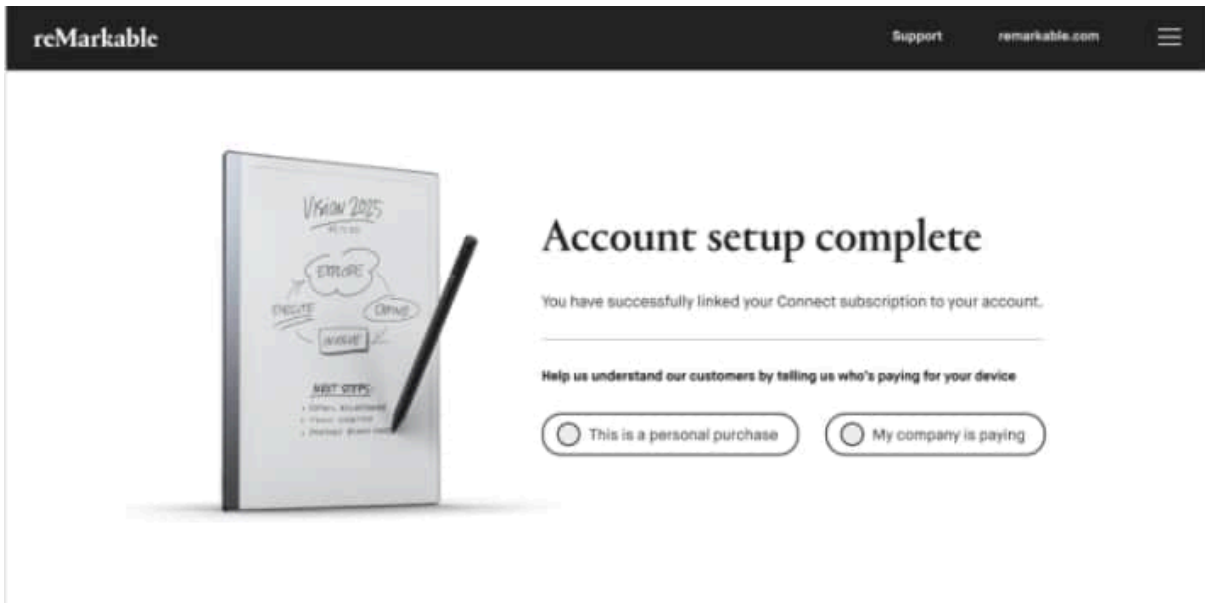 reMarkable
Support
remarkable.com
Account setup complete
You have successfully linked your Connect subscription to your account.
Help us understand our customers by telling us who's paying for your device
This is a personal purchase
My company is paying
VISION 2025
EXPLORE
EXECUTE
DEFINE
INVOLVE
NEXT STEPS: